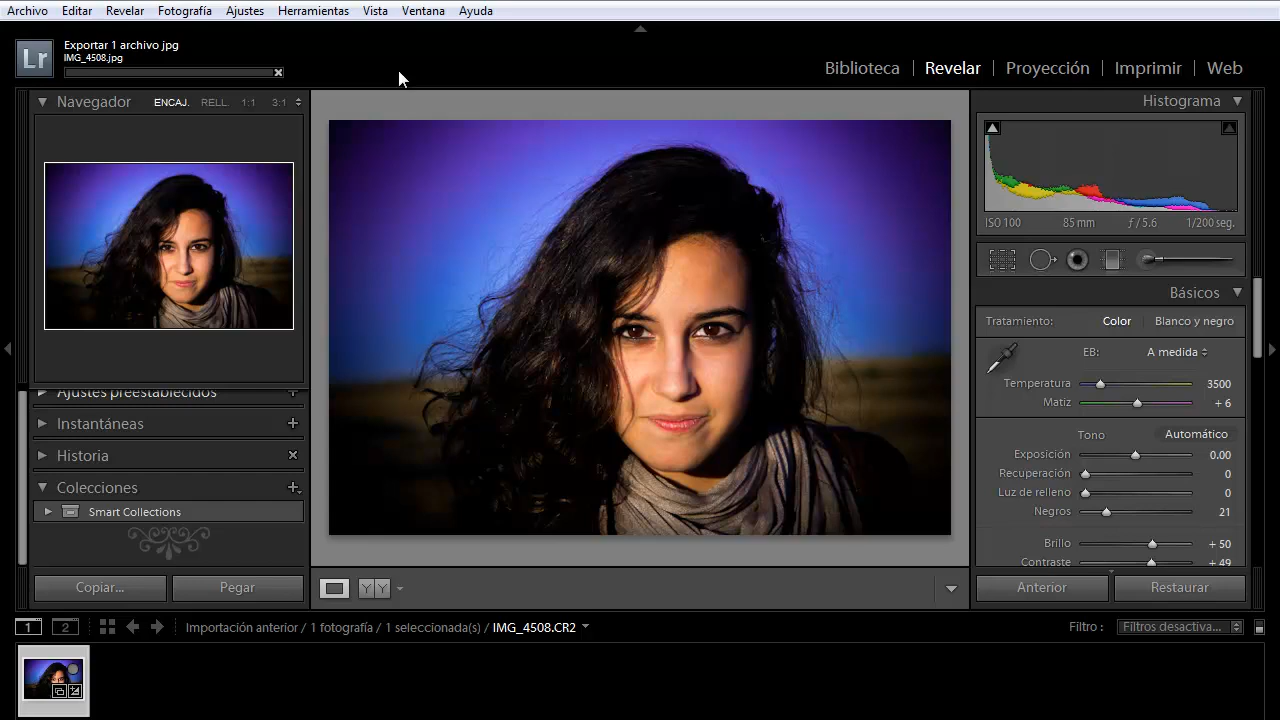 Archivo Editar Revelar Fotografía Ajustes Herramientas Vista Ventana Ayuda
Lr
Exportar 1 archivo jpg
IMG_4508.jpg
Biblioteca Revelar Proyección Imprimir Web
Navegador ENCAJ. RELL. 1:1 3:1
Histograma
ISO 100 85 mm ƒ / 5.6 1/200 seg.
Básicos
Tratamiento: Color Blanco y negro
EB: A medida
Temperatura 3500
Matiz + 6
Tono Automático
Exposición 0.00
Recuperación 0
Luz de relleno 0
Negros 21
Brillo + 50
Contraste + 49
Ajustes preestablecidos
Instantáneas
Historia
Colecciones
Smart Collections
Copiar... Pegar
Y Y
Anterior Restaurar
1 2 Importación anterior / 1 fotografía / 1 seleccionada(s) / IMG_4508.CR2 Filtro : Filtros desactiva...